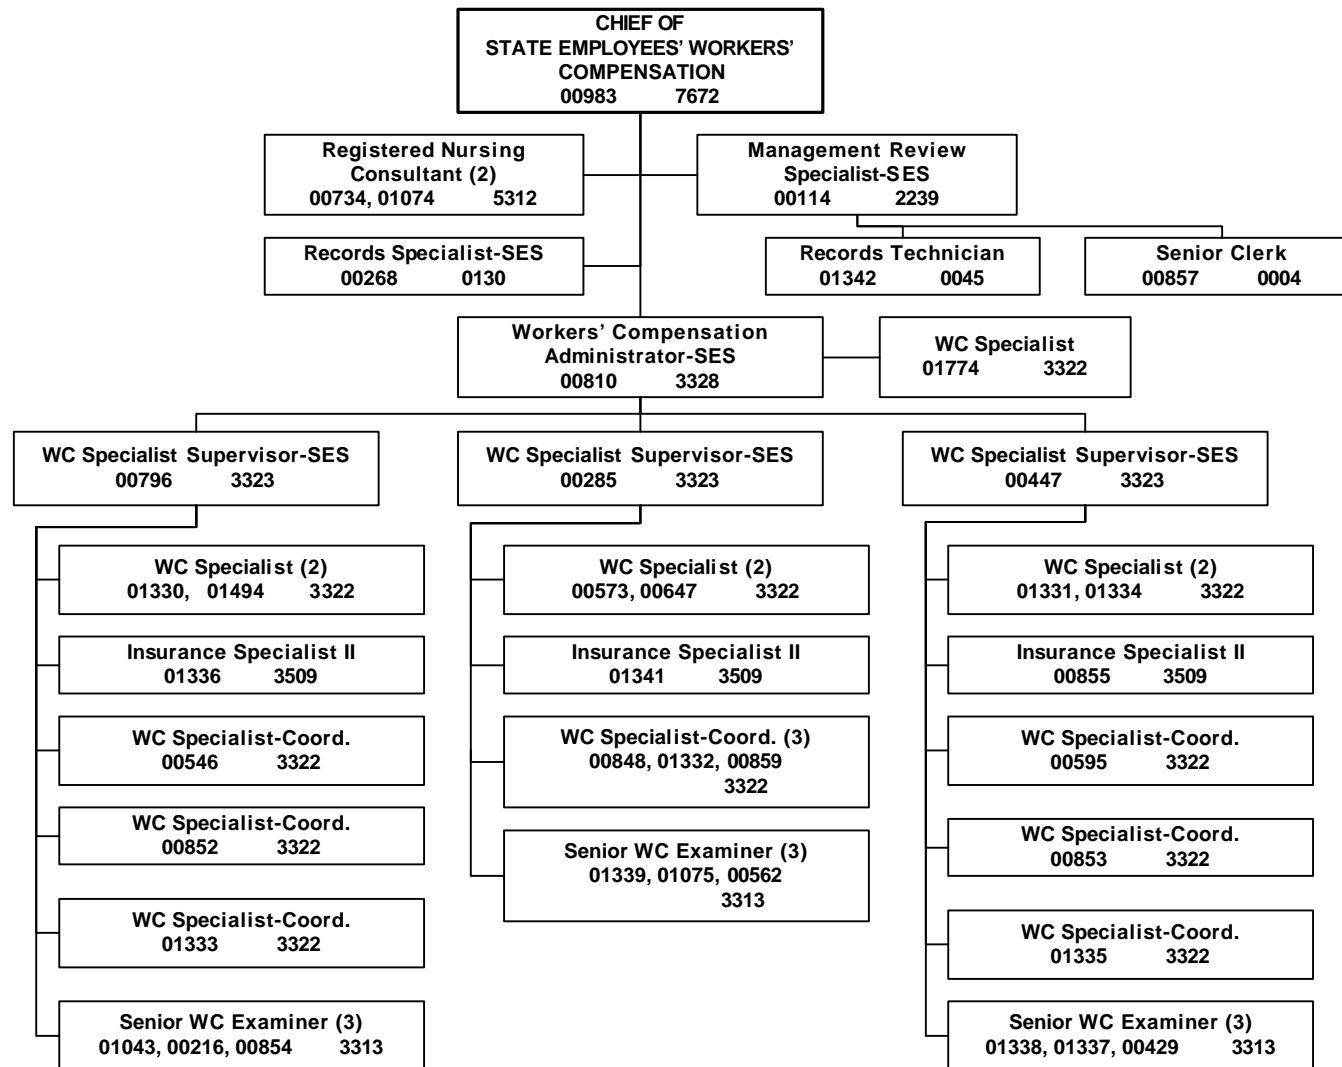 CHIEF OF
STATE EMPLOYEES' WORKERS'
COMPENSATION
00983 7672
Registered Nursing
Consultant (2)
00734, 01074 5312
Management Review
Specialist-SES
00114 2239
Records Specialist-SES
00268 0130
Records Technician
01342 0045
Senior Clerk
00857 0004
Workers' Compensation
Administrator-SES
00810 3328
WC Specialist
01774 3322
WC Specialist Supervisor-SES
00796 3323
WC Specialist Supervisor-SES
00285 3323
WC Specialist Supervisor-SES
00447 3323
WC Specialist (2)
01330, 01494 3322
Insurance Specialist II
01336 3509
WC Specialist-Coord.
00546 3322
WC Specialist-Coord.
00852 3322
WC Specialist-Coord.
01333 3322
Senior WC Examiner (3)
01043, 00216, 00854 3313
WC Specialist (2)
00573, 00647 3322
Insurance Specialist II
01341 3509
WC Specialist-Coord. (3)
00848, 01332, 00859
3322
Senior WC Examiner (3)
01339, 01075, 00562
3313
WC Specialist (2)
01331, 01334 3322
Insurance Specialist II
00855 3509
WC Specialist-Coord.
00595 3322
WC Specialist-Coord.
00853 3322
WC Specialist-Coord.
01335 3322
Senior WC Examiner (3)
01338, 01337, 00429 3313